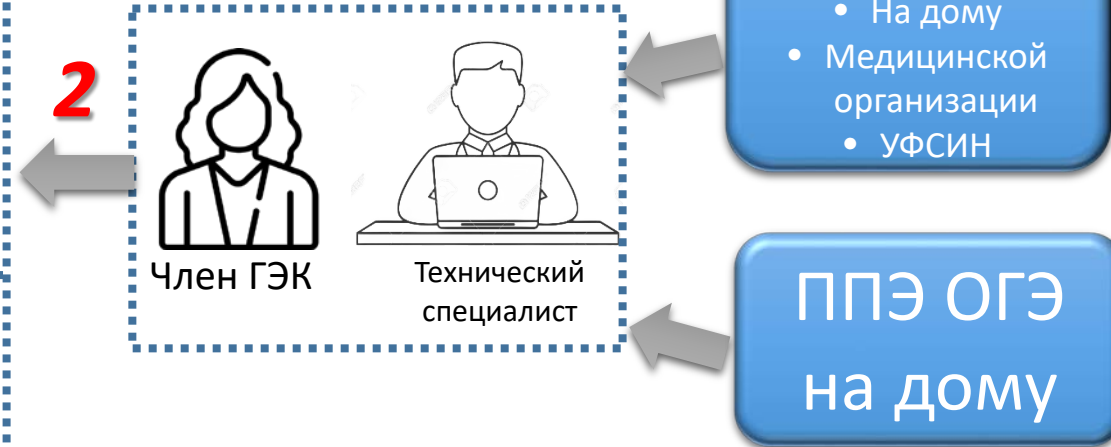 • На дому
• Медицинской
организации
• УФСИН
2
Член ГЭК
Технический
специалист
ППЭ ОГЭ
на дому